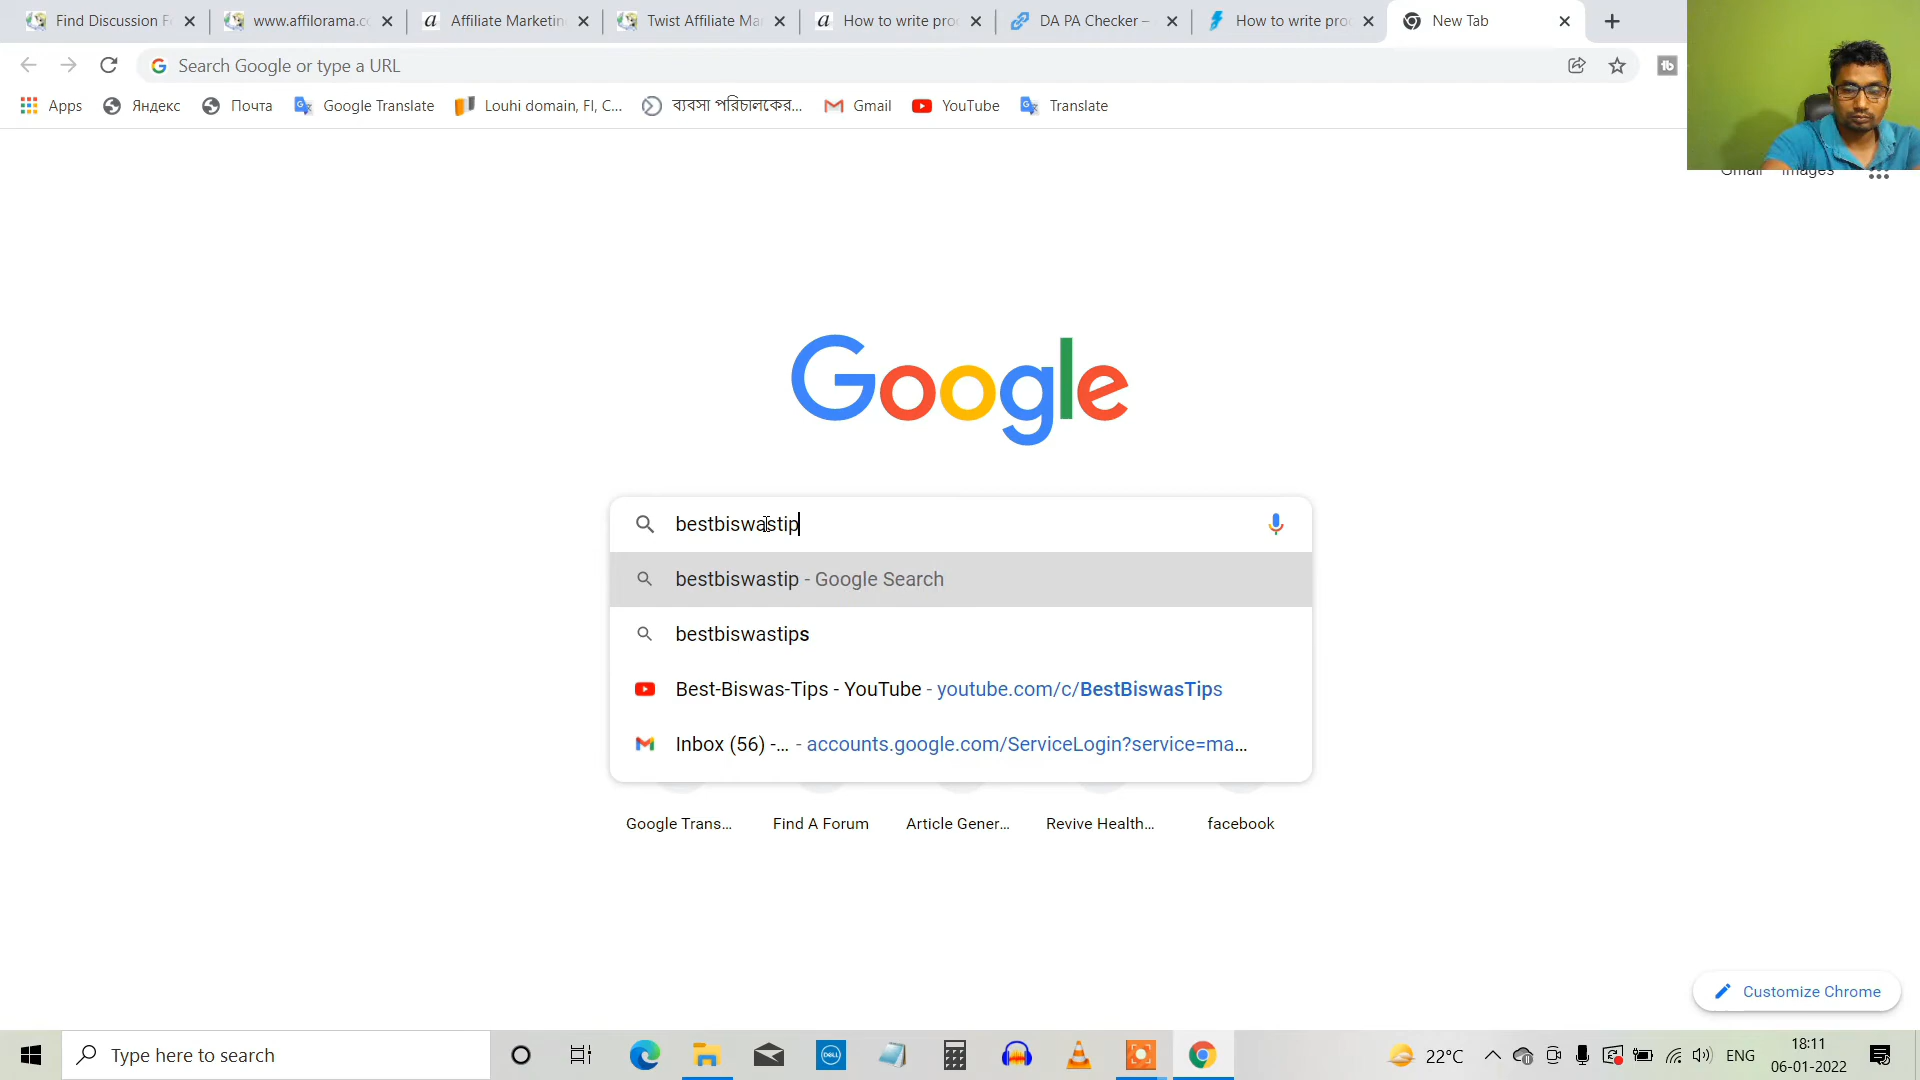 Find Discussion F
www.affilorama.c
Affiliate Marketin
Twist Affiliate Mar
How to write pro
DA PA Checker –
How to write pro
New Tab
Search Google or type a URL
Apps
Яндекс
Почта
Google Translate
Louhi domain, FI, C...
ব্যবসা পরিচালকের...
Gmail
YouTube
Translate
Gmail Images
Google
bestbiswastip
bestbiswastip - Google Search
bestbiswastips
Best-Biswas-Tips - YouTube - youtube.com/c/BestBiswasTips
Inbox (56) -... - accounts.google.com/ServiceLogin?service=ma...
Google Trans...
Find A Forum
Article Gener...
Revive Health...
facebook
Customize Chrome
Type here to search
DELL
22°C
ENG
18:11
06-01-2022